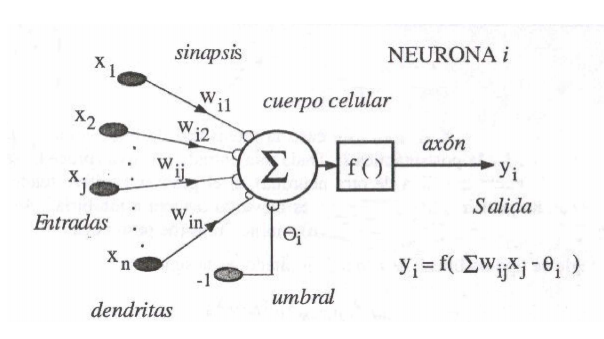 sinapsis
NEURONA i
x1
wi1
cuerpo celular
x2
wi2
axón
Σ
f ( )
yi
xj
wij
Salida
Entradas
win
xn
Θi
yi = f( Σwijxj - θi )
-1
umbral
dendritas